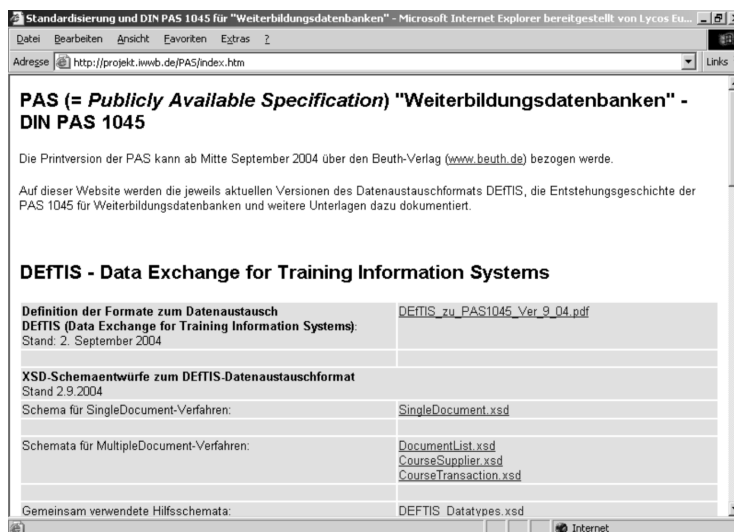 Standardisierung und DIN PAS 1045 für "Weiterbildungsdatenbanken" - Microsoft Internet Explorer bereitgestellt von Lycos Eu...
Datei Bearbeiten Ansicht Favoriten Extras ?
Adresse http://projekt.iwwb.de/PAS/index.htm Links
PAS (= Publicly Available Specification) "Weiterbildungsdatenbanken" -
DIN PAS 1045
Die Printversion der PAS kann ab Mitte September 2004 über den Beuth-Verlag (www.beuth.de) bezogen werde.
Auf dieser Website werden die jeweils aktuellen Versionen des Datenaustauschformats DEfTIS, die Entstehungsgeschichte der
PAS 1045 für Weiterbildungsdatenbanken und weitere Unterlagen dazu dokumentiert.
DEfTIS - Data Exchange for Training Information Systems
Definition der Formate zum Datenaustausch DEfTIS_zu_PAS1045_Ver_9_04.pdf
DEfTIS (Data Exchange for Training Information Systems):
Stand: 2. September 2004
XSD-Schemaentwürfe zum DEfTIS-Datenaustauschformat
Stand 2.9.2004
Schema für SingleDocument-Verfahren: SingleDocument.xsd
Schemata für MultipleDocument-Verfahren: DocumentList.xsd
CourseSupplier.xsd
CourseTransaction.xsd
Gemeinsam verwendete Hilfsschemata: DEFTIS_Datatypes.xsd
Internet